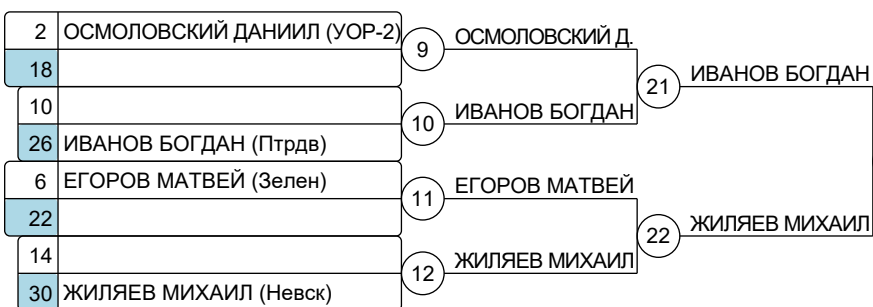 2 ОСМОЛОВСКИЙ ДАНИИЛ (УОР-2)
9 ОСМОЛОВСКИЙ Д.
18
21 ИВАНОВ БОГДАН
10
10 ИВАНОВ БОГДАН
26 ИВАНОВ БОГДАН (Птрдв)
6 ЕГОРОВ МАТВЕЙ (Зелен)
11 ЕГОРОВ МАТВЕЙ
22
22 ЖИЛЯЕВ МИХАИЛ
14
12 ЖИЛЯЕВ МИХАИЛ
30 ЖИЛЯЕВ МИХАИЛ (Невск)